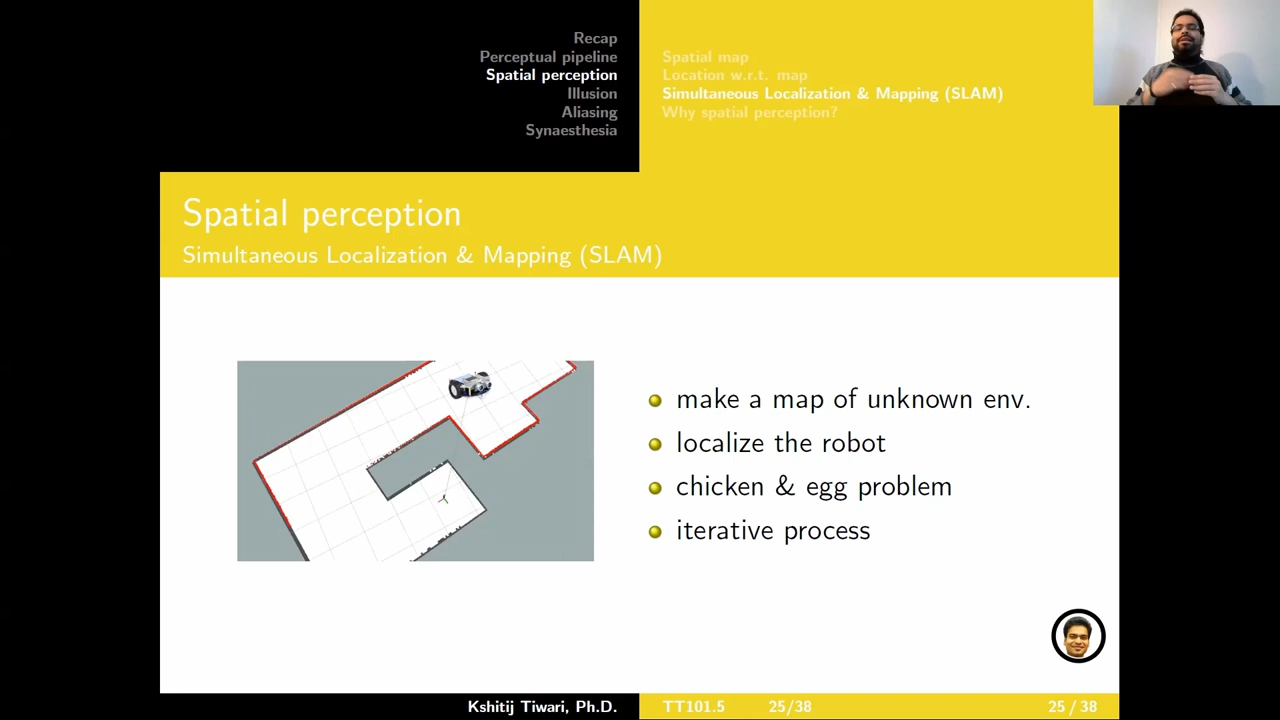 Recap
Perceptual pipeline
Spatial perception
Illusion
Aliasing
Synaesthesia
Spatial map
Location w.r.t. map
Simultaneous Localization & Mapping (SLAM)
Why spatial perception?
Spatial perception
Simultaneous Localization & Mapping (SLAM)
make a map of unknown env.
localize the robot
chicken & egg problem
iterative process
Kshitij Tiwari, Ph.D. TT101.5 25/38 25 / 38